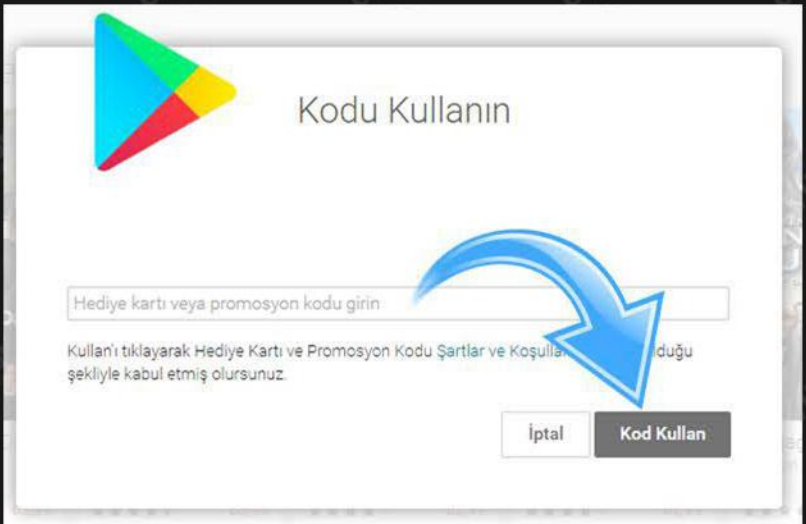 Kodu Kullanın
Hediye kartı veya promosyon kodu girin
Kullan'ı tıklayarak Hediye Kartı ve Promosyon Kodu Şartlar ve Koşullar
şekliyle kabul etmiş olursunuz.
İptal
Kod Kullan